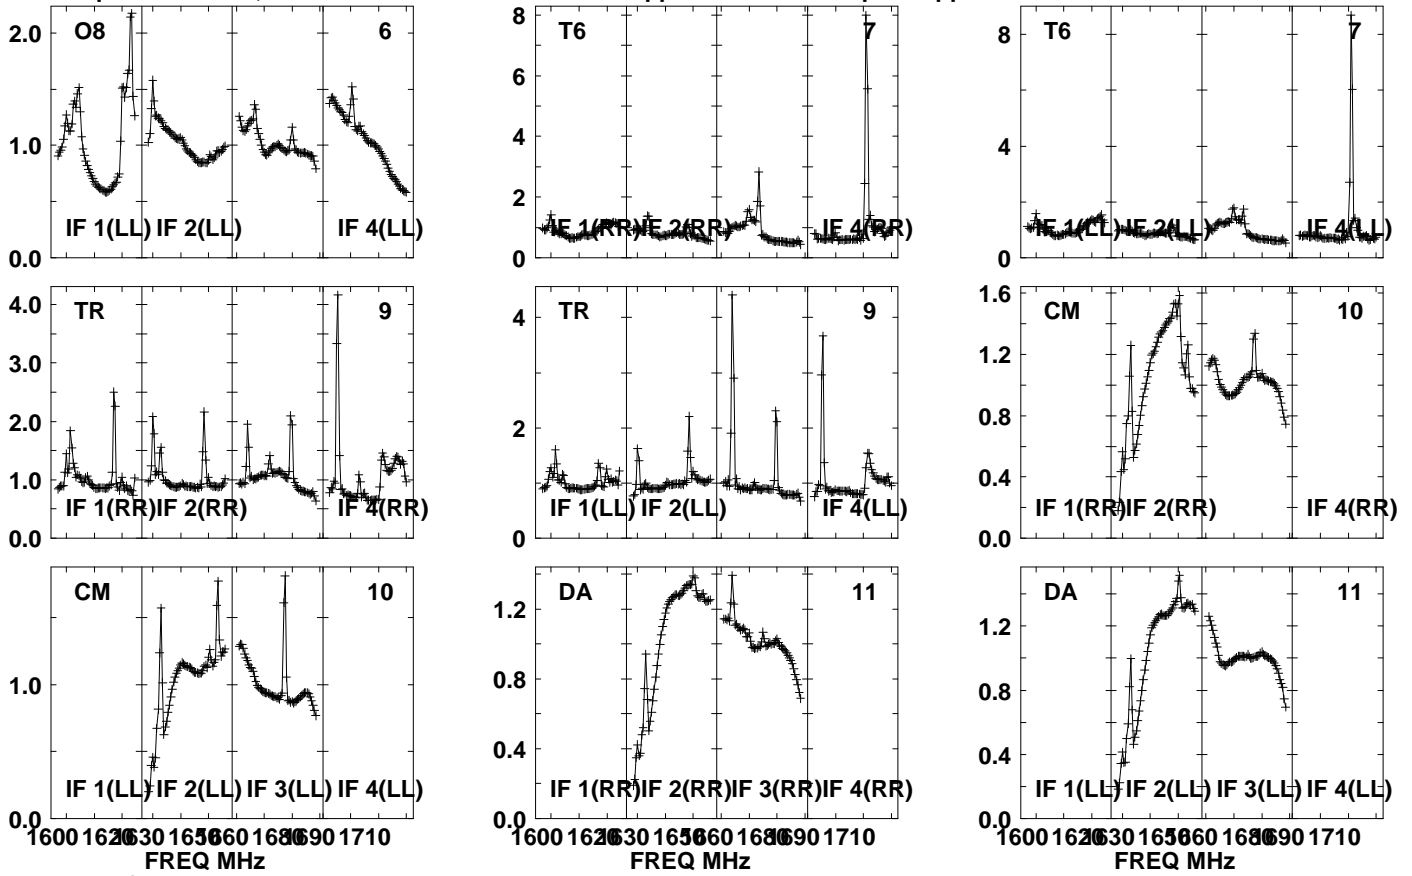 O8 6
2.0
1.0
0.0
IF 1(LL) IF 2(LL) IF 4(LL)
T6 7
8
6
4
2
0
IF 1(RR) IF 2(RR) IF 4(RR)
T6 7
8
4
0
IF 1(LL) IF 2(LL) IF 4(LL)
TR 9
4.0
3.0
2.0
1.0
0.0
IF 1(RR) IF 2(RR) IF 4(RR)
TR 9
4
2
0
IF 1(LL) IF 2(LL) IF 4(LL)
CM 10
1.6
1.2
0.8
0.4
0.0
IF 1(RR) IF 2(RR) IF 4(RR)
CM 10
1.0
0.0
IF 1(LL) IF 2(LL) IF 3(LL) IF 4(LL)
1600 1620 1630 1650 1660 1680 1690 1710
FREQ MHz
DA 11
1.2
0.8
0.4
0.0
IF 1(RR) IF 2(RR) IF 3(RR) IF 4(RR)
1600 1620 1630 1650 1660 1680 1690 1710
FREQ MHz
DA 11
1.2
0.8
0.4
0.0
IF 1(LL) IF 2(LL) IF 3(LL) IF 4(LL)
1600 1620 1630 1650 1660 1680 1690 1710
FREQ MHz